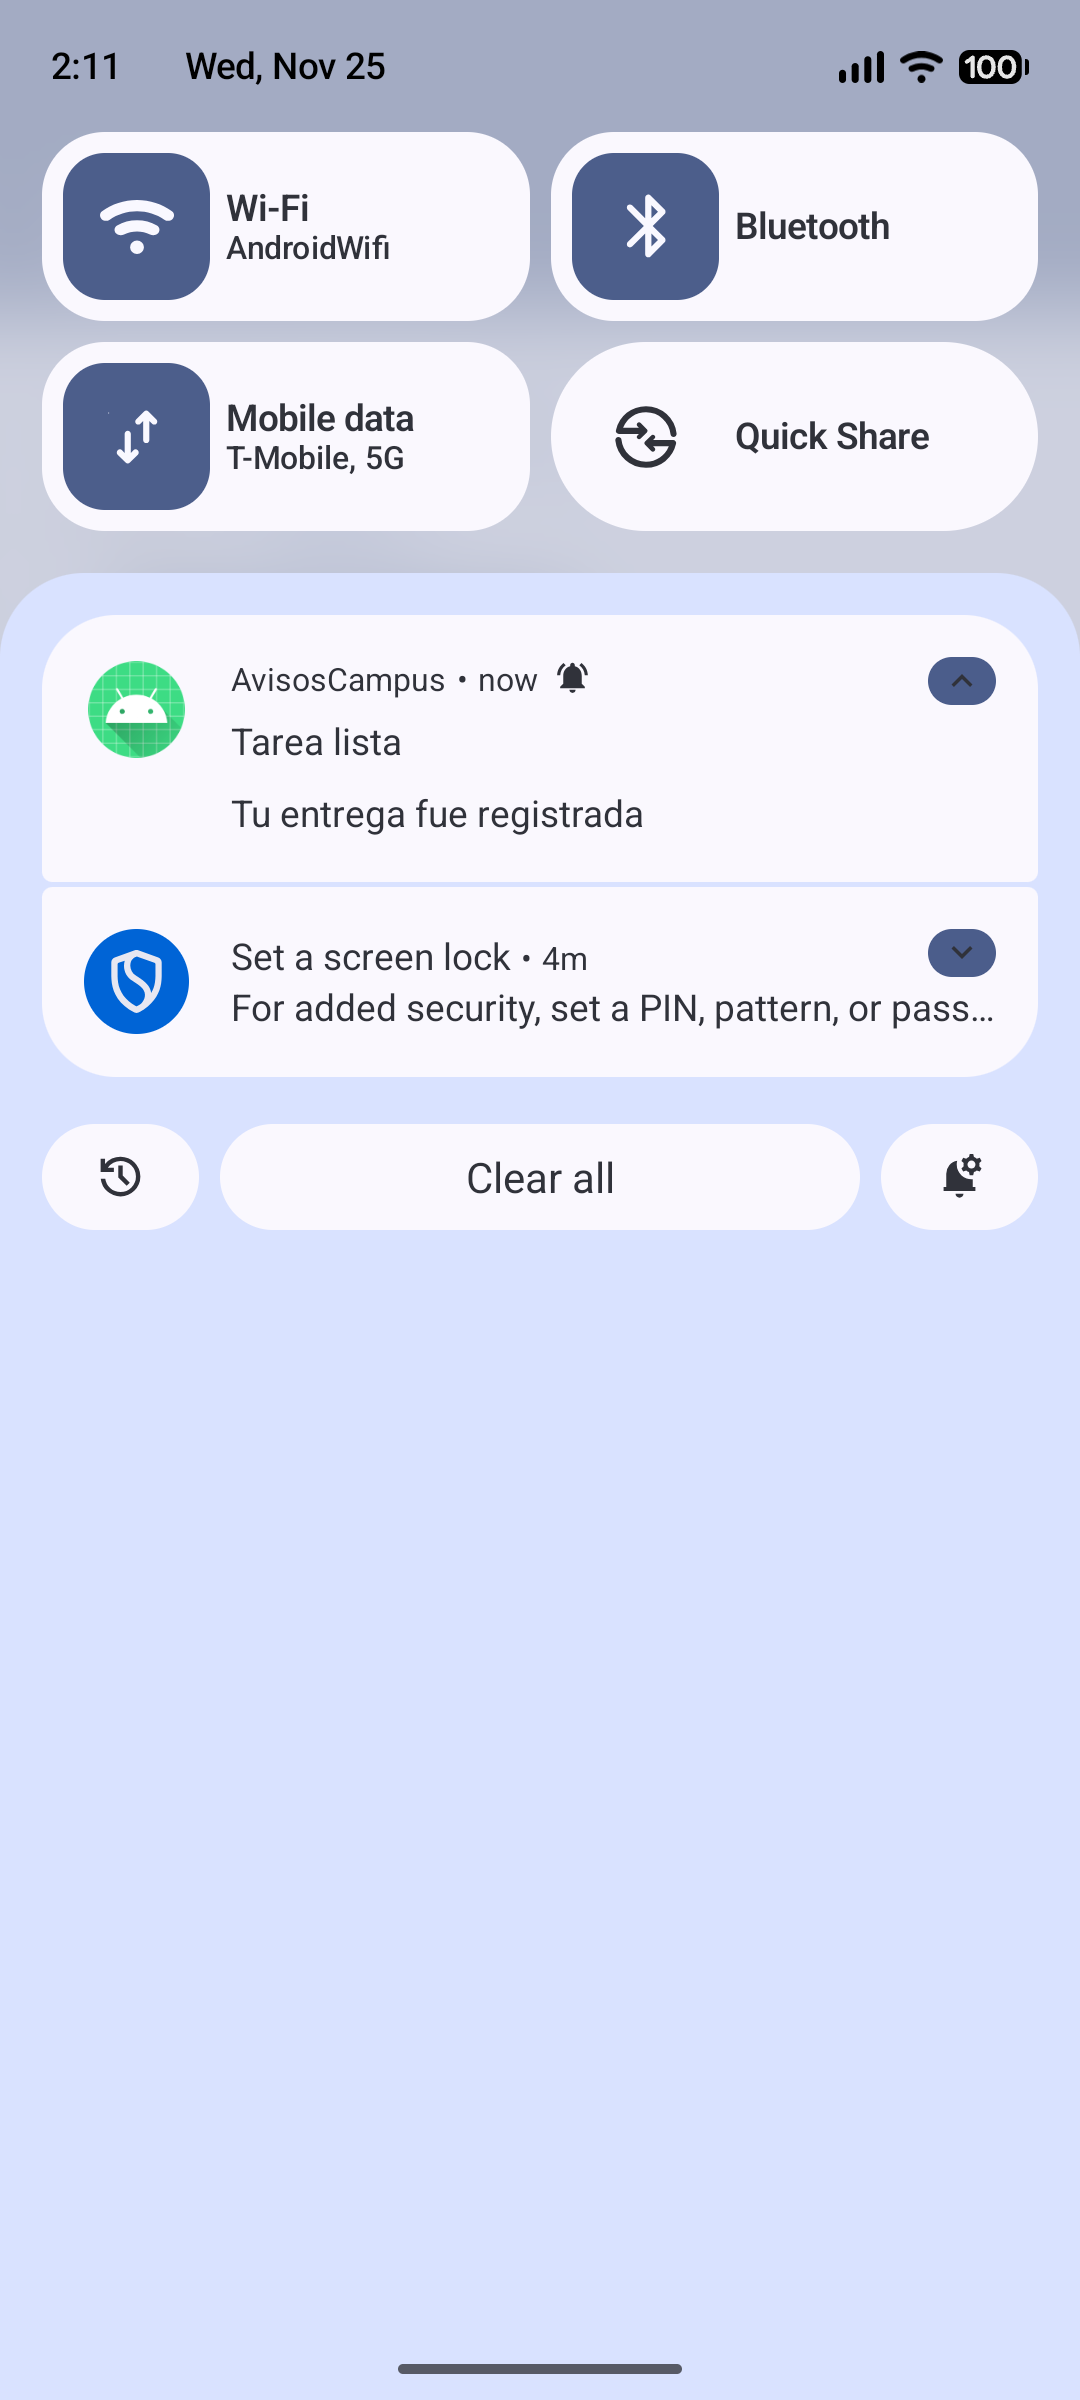 2:11 Wed, Nov 25 100
Wi-Fi
AndroidWifi
Bluetooth
Mobile data
T-Mobile, 5G
Quick Share
AvisosCampus • now
Tarea lista
Tu entrega fue registrada
Set a screen lock • 4m
For added security, set a PIN, pattern, or pass...
Clear all